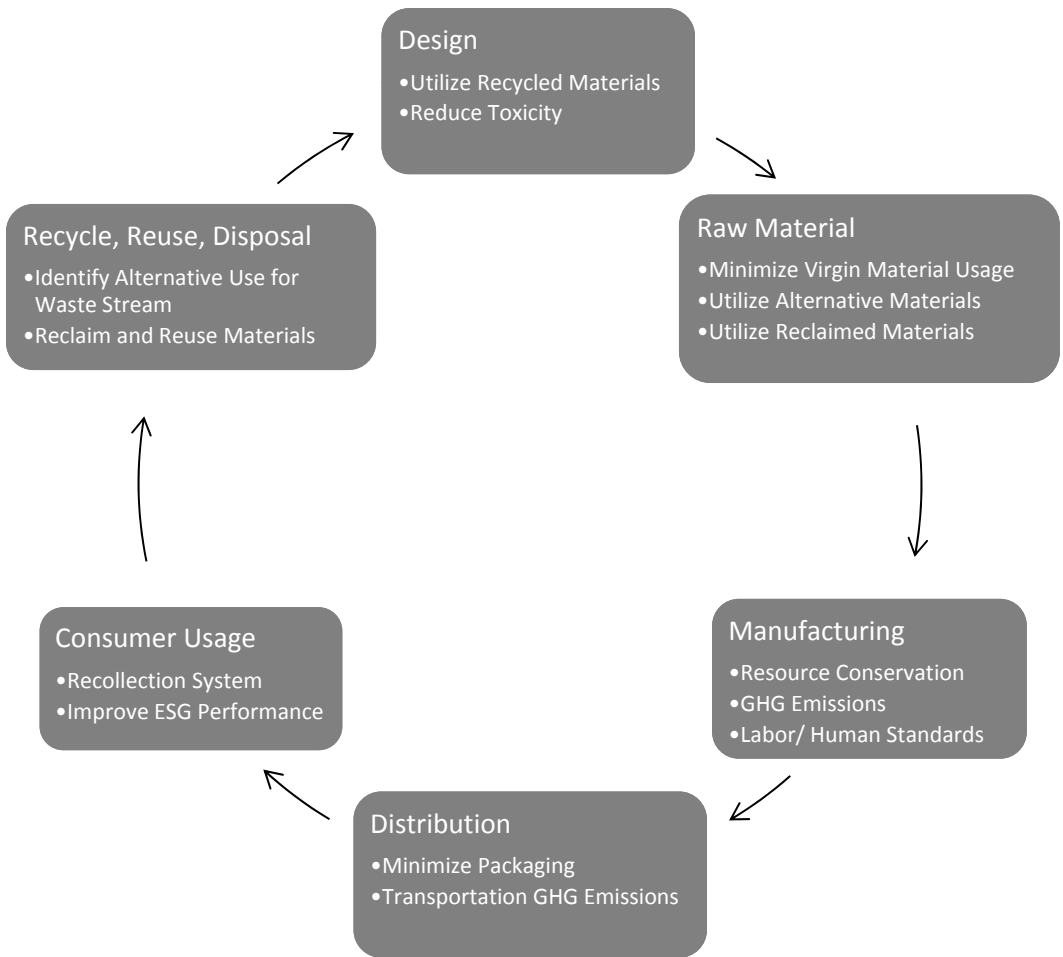 Design
•Utilize Recycled Materials
•Reduce Toxicity
Raw Material
•Minimize Virgin Material Usage
•Utilize Alternative Materials
•Utilize Reclaimed Materials
Manufacturing
•Resource Conservation
•GHG Emissions
•Labor/ Human Standards
Distribution
•Minimize Packaging
•Transportation GHG Emissions
Consumer Usage
•Recollection System
•Improve ESG Performance
Recycle, Reuse, Disposal
•Identify Alternative Use for
Waste Stream
•Reclaim and Reuse Materials